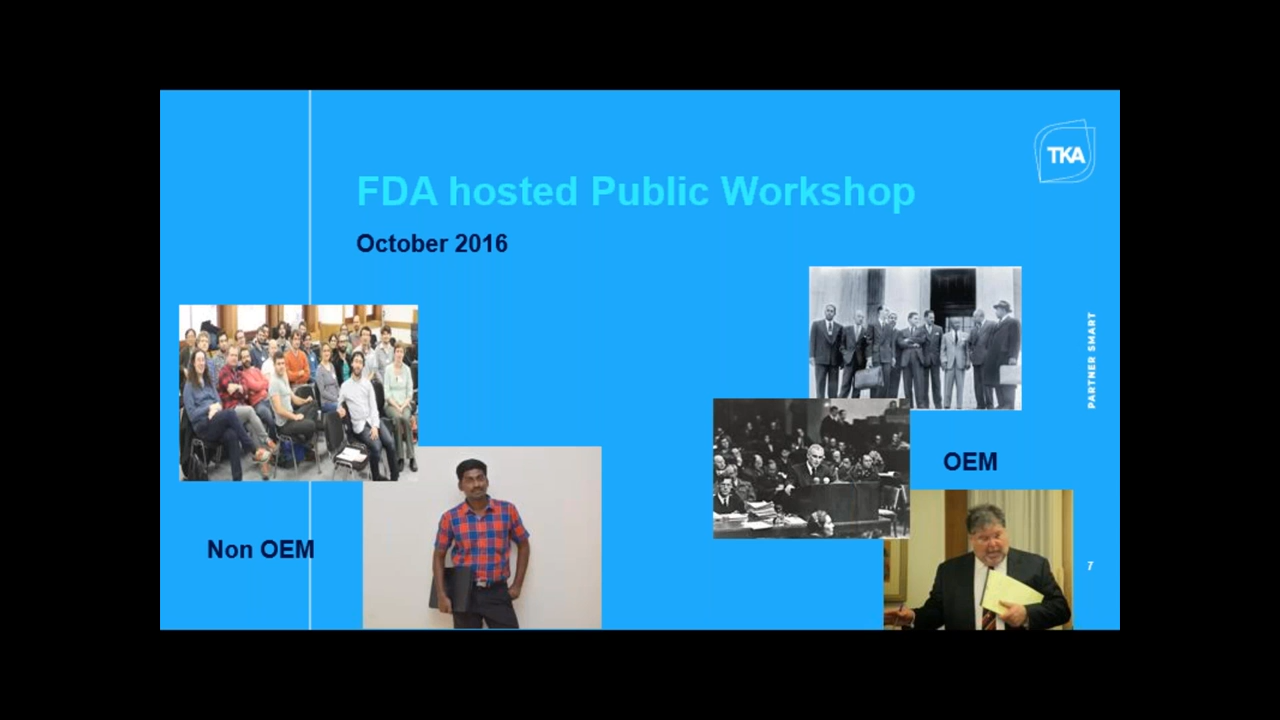 TKA
FDA hosted Public Workshop
October 2016
PARTNER SMART
OEM
Non OEM
7